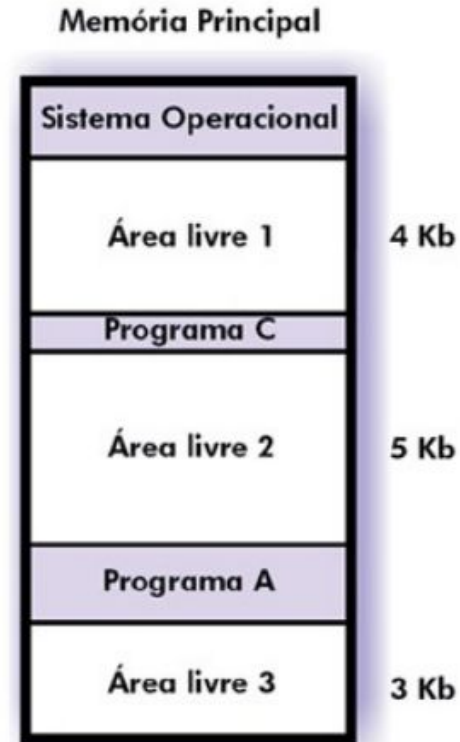 Memória Principal
Sistema Operacional
Área livre 1
4 Kb
Programa C
Área livre 2
5 Kb
Programa A
Área livre 3
3 Kb